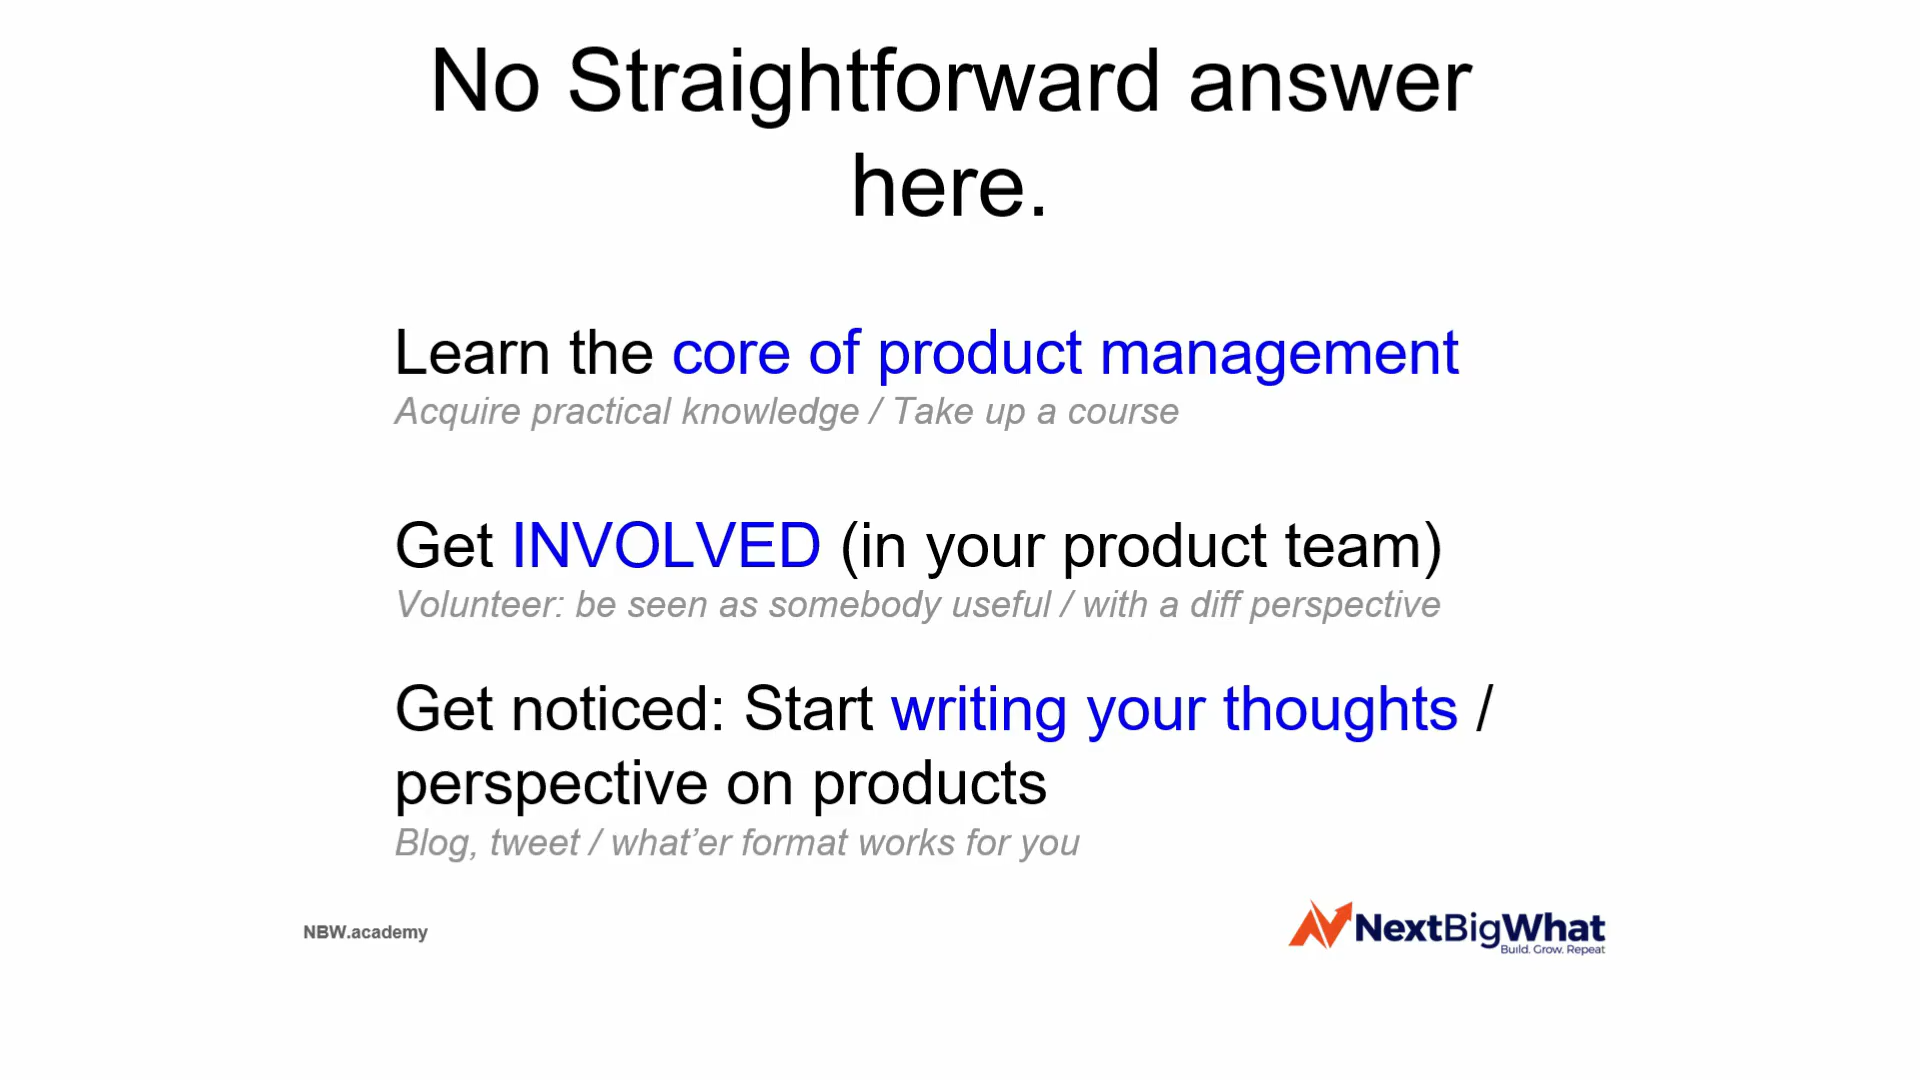 No Straightforward answer
here.
Learn the core of product management
Acquire practical knowledge / Take up a course
Get INVOLVED (in your product team)
Volunteer: be seen as somebody useful / with a diff perspective
Get noticed: Start writing your thoughts /
perspective on products
Blog, tweet / what’er format works for you
NBW.academy
NextBigWhat
Build. Grow. Repeat